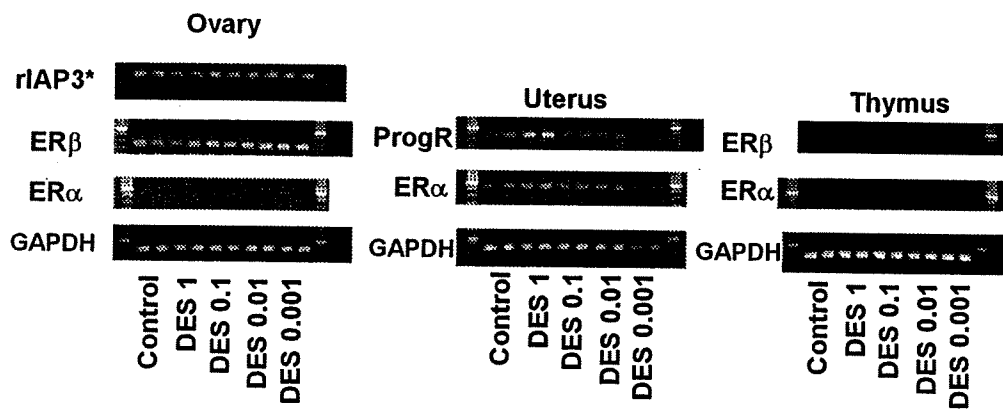 Ovary
rIAP3*
ERβ
ERα
GAPDH
Control
DES 1
DES 0.1
DES 0.01
DES 0.001
Uterus
ProgR
ERα
GAPDH
Control
DES 1
DES 0.1
DES 0.01
DES 0.001
Thymus
ERβ
ERα
GAPDH
Control
DES 1
DES 0.1
DES 0.01
DES 0.001